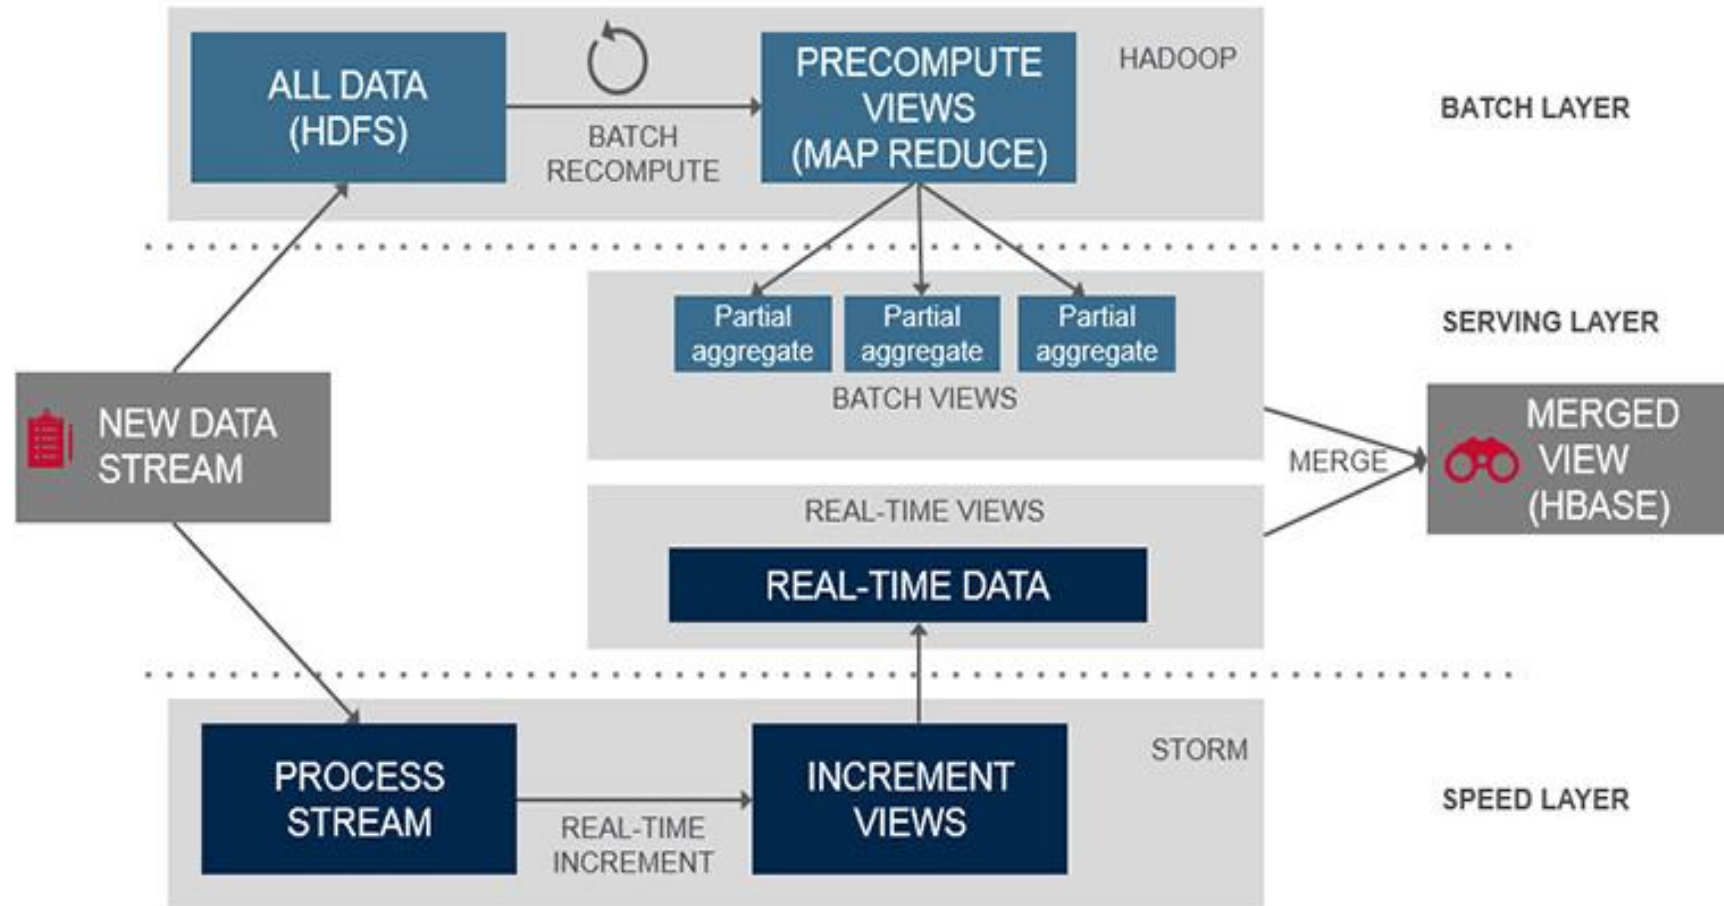 ALL DATA
(HDFS)
BATCH
RECOMPUTE
PRECOMPUTE
VIEWS
(MAP REDUCE)
HADOOP
BATCH LAYER
Partial
aggregate
Partial
aggregate
Partial
aggregate
BATCH VIEWS
SERVING LAYER
NEW DATA
STREAM
MERGE
MERGED
VIEW
(HBASE)
REAL-TIME VIEWS
REAL-TIME DATA
PROCESS
STREAM
REAL-TIME
INCREMENT
INCREMENT
VIEWS
STORM
SPEED LAYER